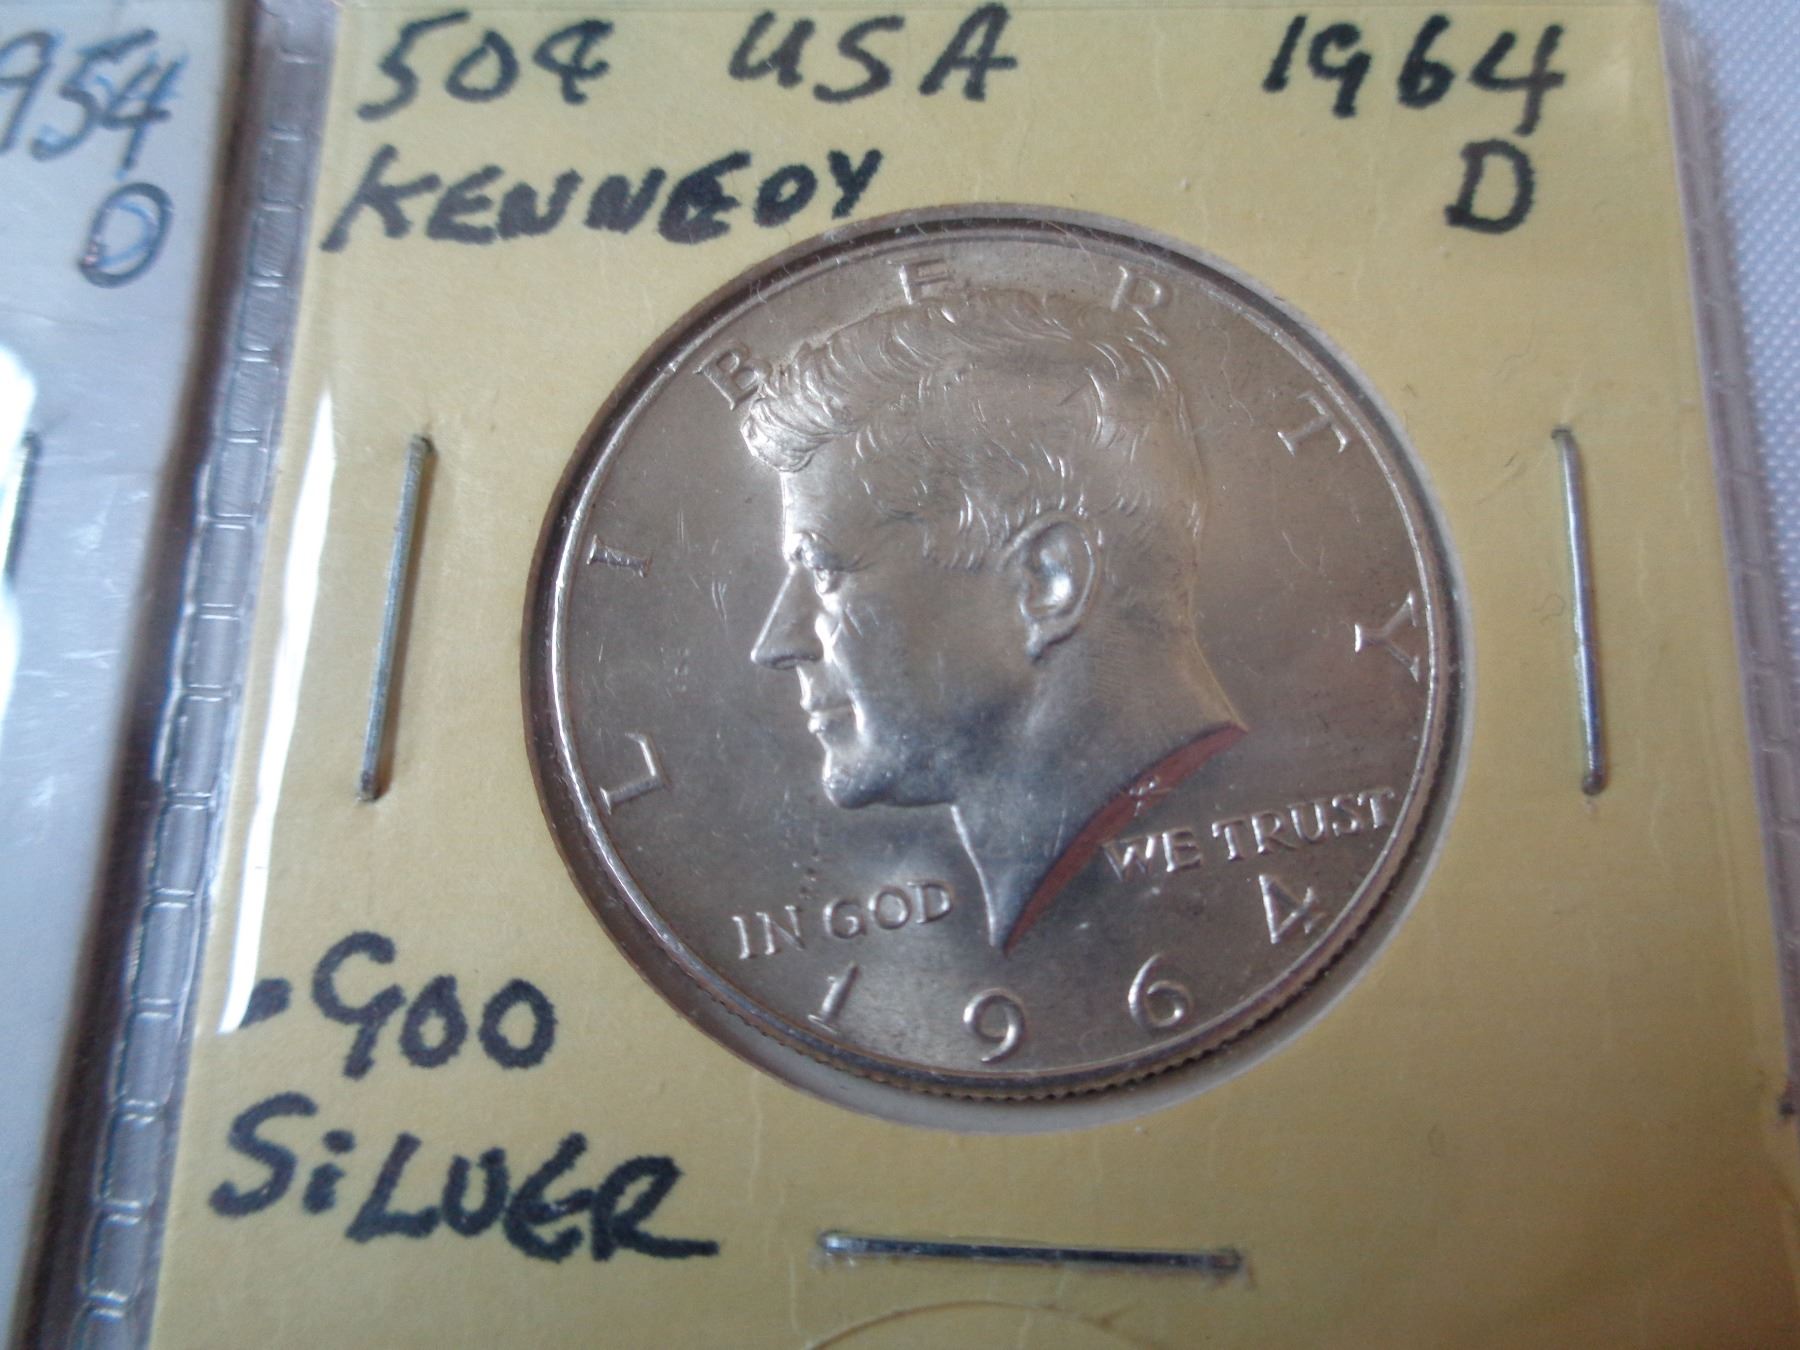 954
D
50¢ USA 1964
KENNEDY D
LIBERTY
IN GOD WE TRUST
1964
.900
SiLVER